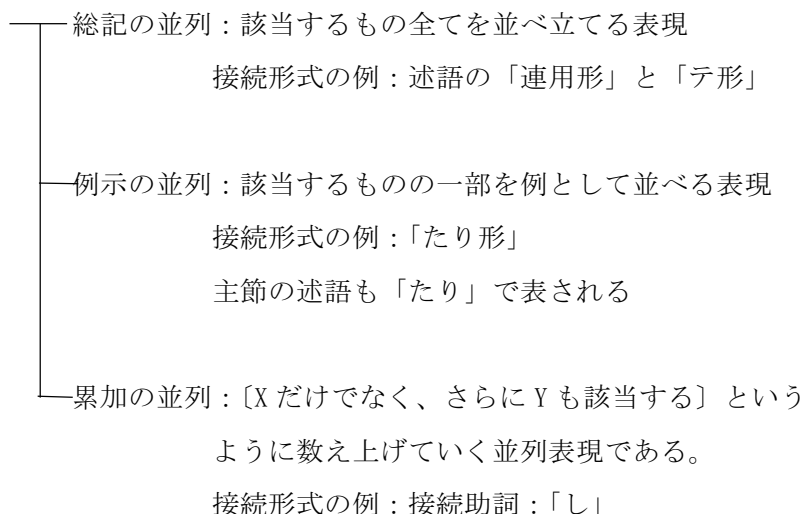 総記の並列：該当するもの全てを並べ立てる表現
接続形式の例：述語の「連用形」と「テ形」
例示の並列：該当するものの一部を例として並べる表現
接続形式の例：「たり形」
主節の述語も「たり」で表される
累加の並列：〔X だけでなく、さらに Y も該当する〕という
ように数え上げていく並列表現である。
接続形式の例：接続助詞：「し」